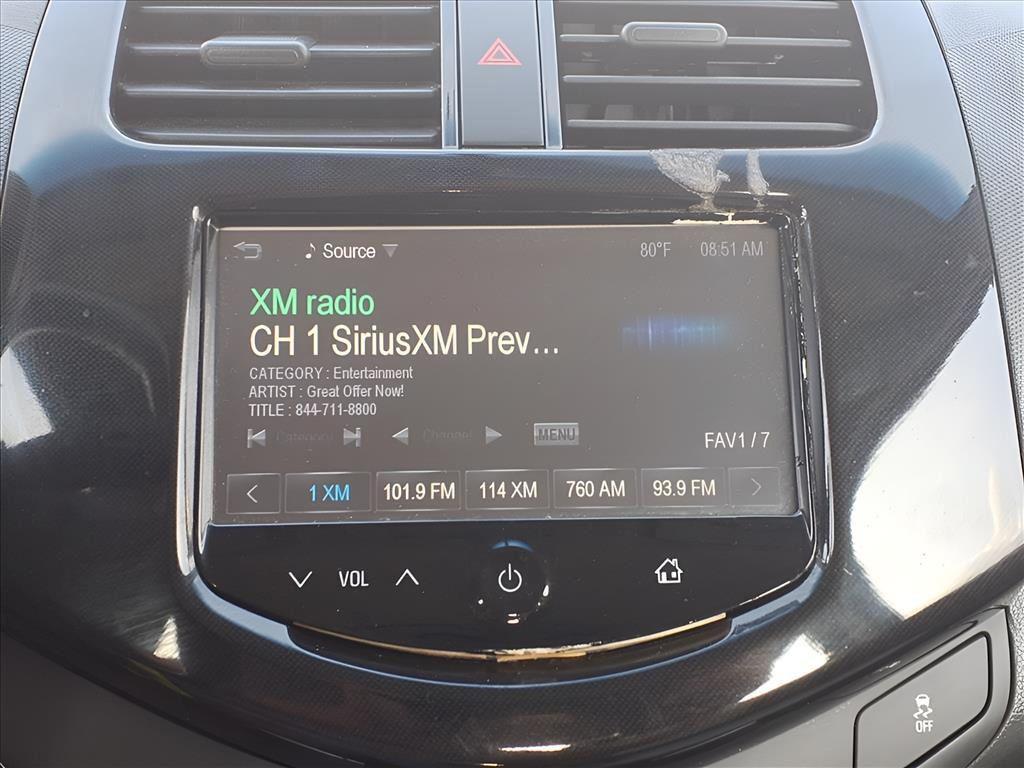 Source 80°F 08:51 AM
XM radio
CH 1 SiriusXM Prev...
CATEGORY : Entertainment
ARTIST : Great Offer Now!
TITLE : 844-711-8800
Category Channel MENU FAV1 / 7
1 XM 101.9 FM 114 XM 760 AM 93.9 FM
VOL
OFF